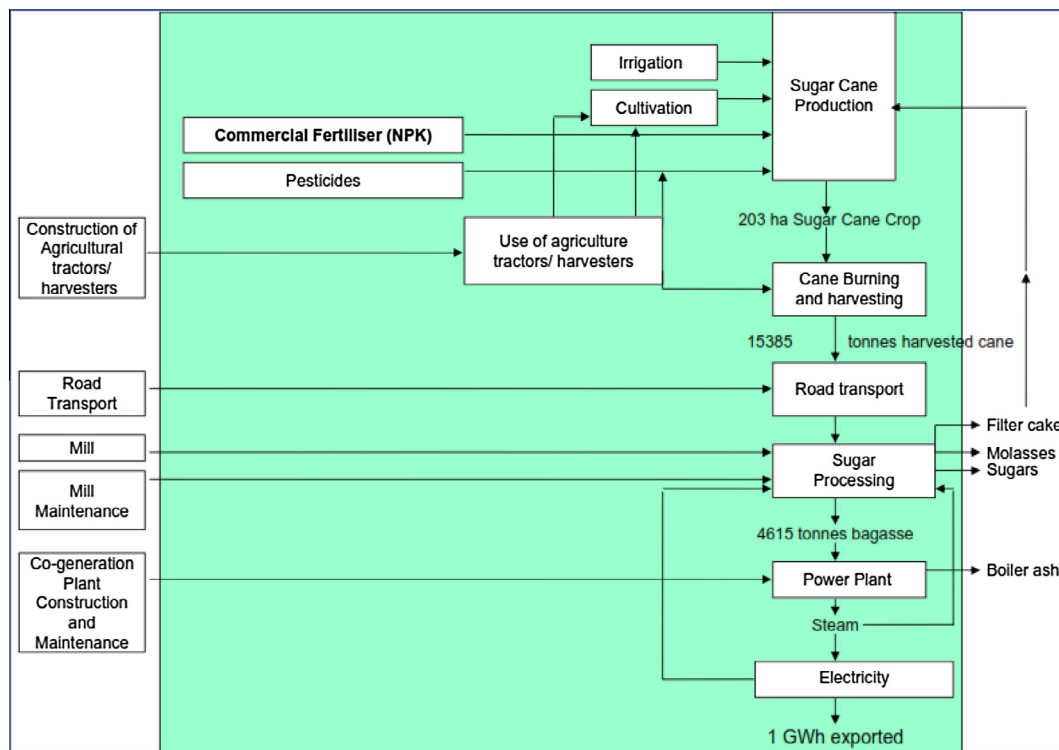 Irrigation
Sugar Cane
Production
Cultivation
Commercial Fertiliser (NPK)
Pesticides
203 ha Sugar Cane Crop
Construction of
Agricultural
tractors/
harvesters
Use of agriculture
tractors/ harvesters
Cane Burning
and harvesting
15385 tonnes harvested cane
Road
Transport
Road transport
Filter cake
Mill
Molasses
Sugar
Processing
Sugars
Mill
Maintenance
4615 tonnes bagasse
Co-generation
Plant
Construction
and
Maintenance
Power Plant
Boiler ash
Steam
Electricity
1 GWh exported